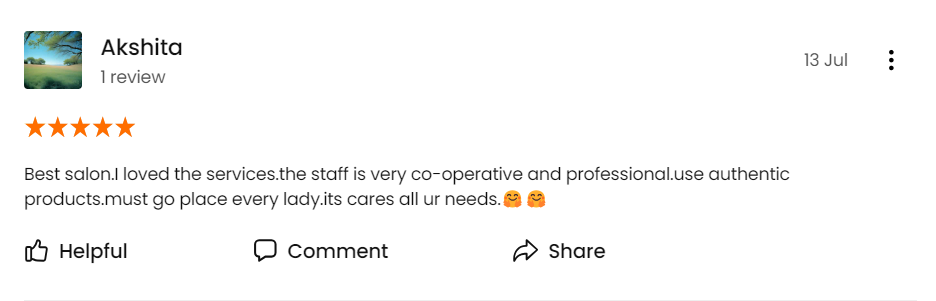 Akshita
1 review
13 Jul
Best salon.I loved the services.the staff is very co-operative and professional.use authentic
products.must go place every lady.its cares all ur needs.🤗 🤗
Helpful
Comment
Share